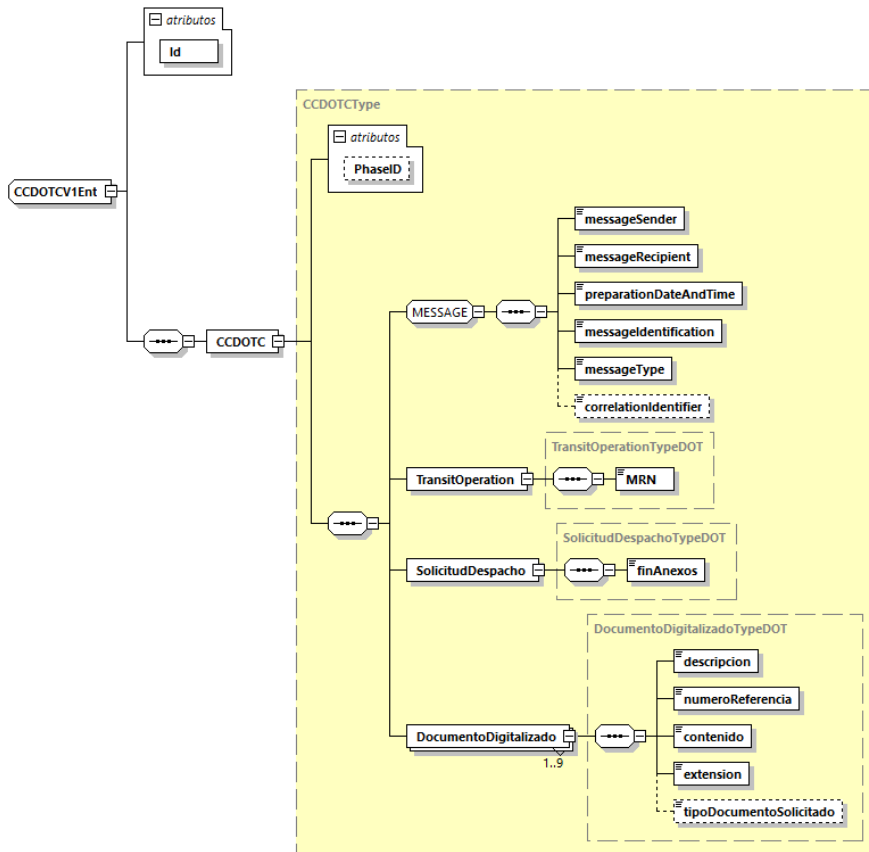 atributos
Id
CCDOTCType
atributos
PhaseID
CCDOTCV1Ent
messageSender
messageRecipient
preparationDateAndTime
MESSAGE
messageIdentification
CCDOTC
messageType
correlationIdentifier
TransitOperationTypeDOT
TransitOperation
MRN
SolicitudDespachoTypeDOT
SolicitudDespacho
finAnexos
DocumentoDigitalizadoTypeDOT
descripcion
numeroReferencia
DocumentoDigitalizado
contenido
1..9
extension
tipoDocumentoSolicitado